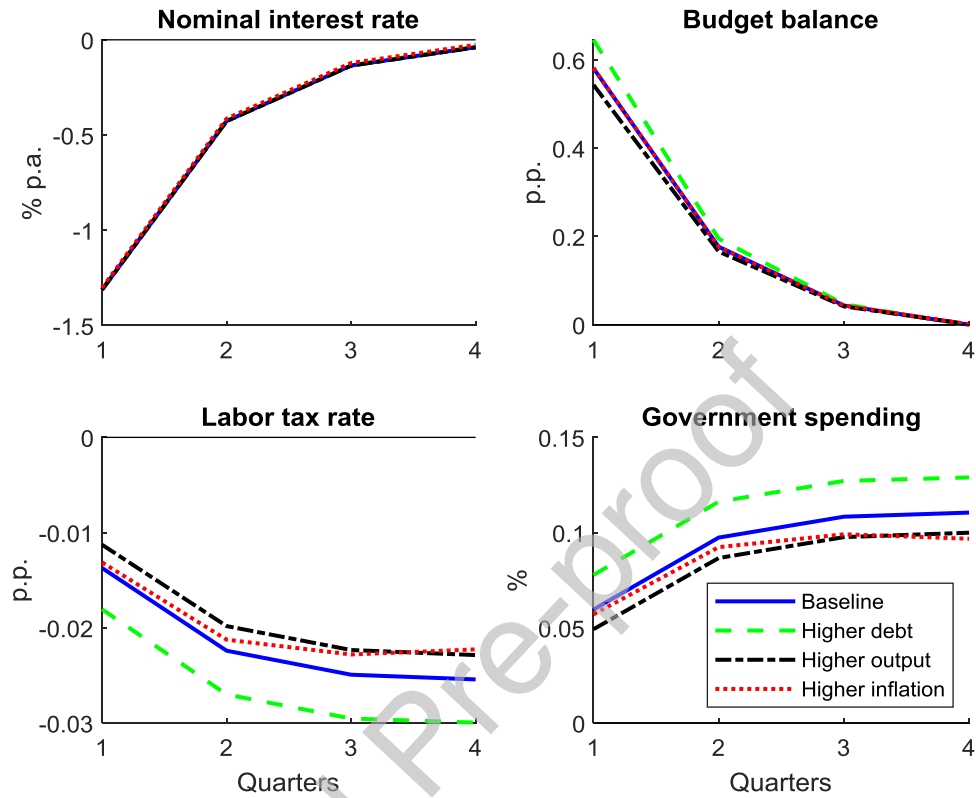 Nominal interest rate
0
-0.5
-1
-1.5
% p.a.
1 2 3 4
Budget balance
0.6
0.4
0.2
0
p.p.
1 2 3 4
Labor tax rate
0
-0.01
-0.02
-0.03
p.p.
1 2 3 4
Quarters
Government spending
0.15
0.1
0.05
0
%
1 2 3 4
Quarters
Baseline
Higher debt
Higher output
Higher inflation
Pre-proof